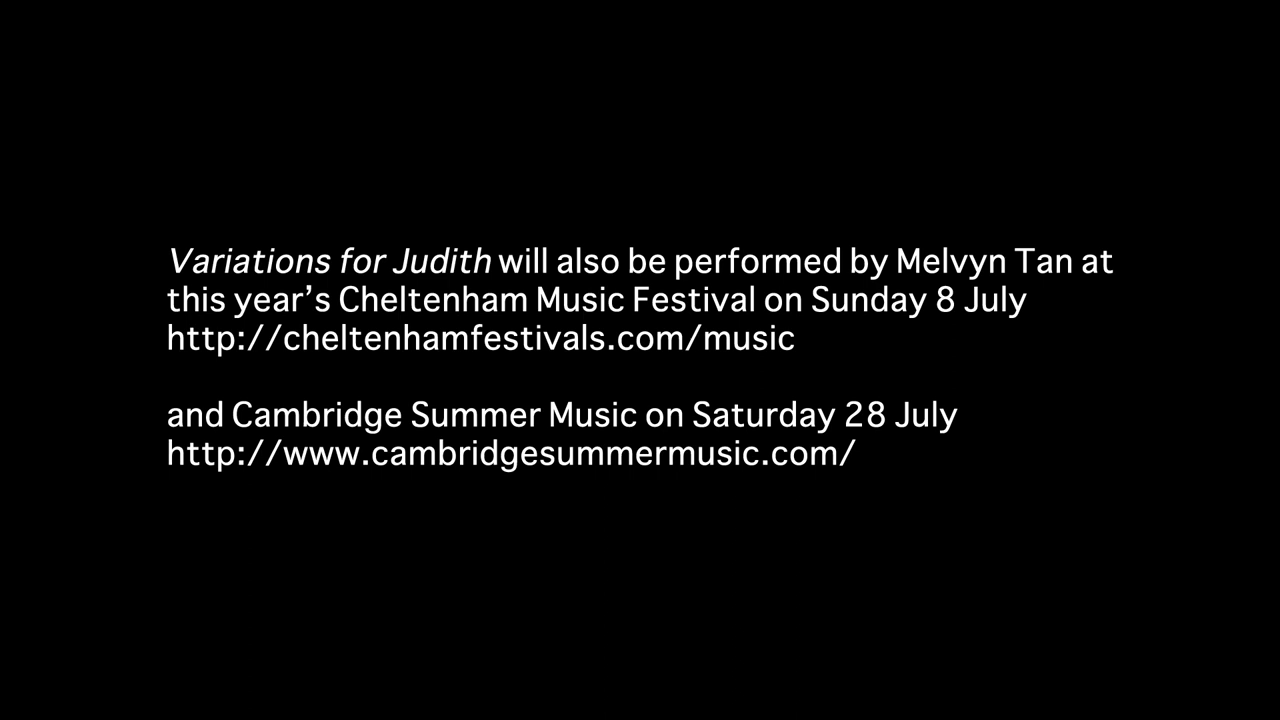 Variations for Judith will also be performed by Melvyn Tan at
this year’s Cheltenham Music Festival on Sunday 8 July
http://cheltenhamfestivals.com/music
and Cambridge Summer Music on Saturday 28 July
http://www.cambridgesummermusic.com/